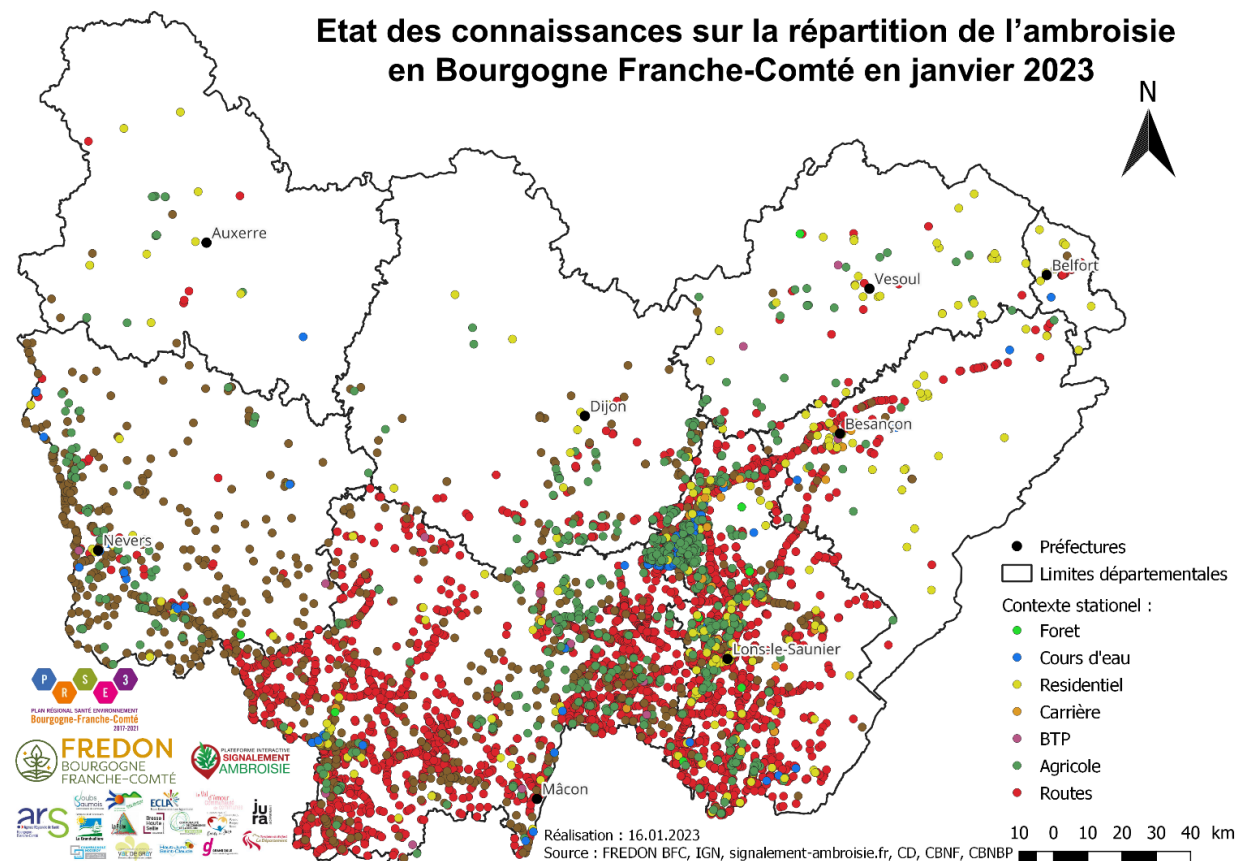 Etat des connaissances sur la répartition de l'ambroisie
en Bourgogne Franche-Comté en janvier 2023
N
Auxerre
Vesoul
Belfort
Dijon
Besançon
Nevers
Lons-le-Saunier
Mâcon
Préfectures
Limites départementales
Contexte stationel :
Foret
Cours d'eau
Residentiel
Carrière
BTP
Agricole
Routes
10 0 10 20 30 40 km
P R S E 3
PLAN RÉGIONAL SANTÉ ENVIRONNEMENT
Bourgogne-Franche-Comté
2017-2021
FREDON
BOURGOGNE
FRANCHE-COMTÉ
PLATEFORME INTERACTIVE
SIGNALEMENT
AMBROISIE
ars
ECLA
jura
Réalisation : 16.01.2023
Source : FREDON BFC, IGN, signalement-ambroisie.fr, CD, CBNF, CBNBP